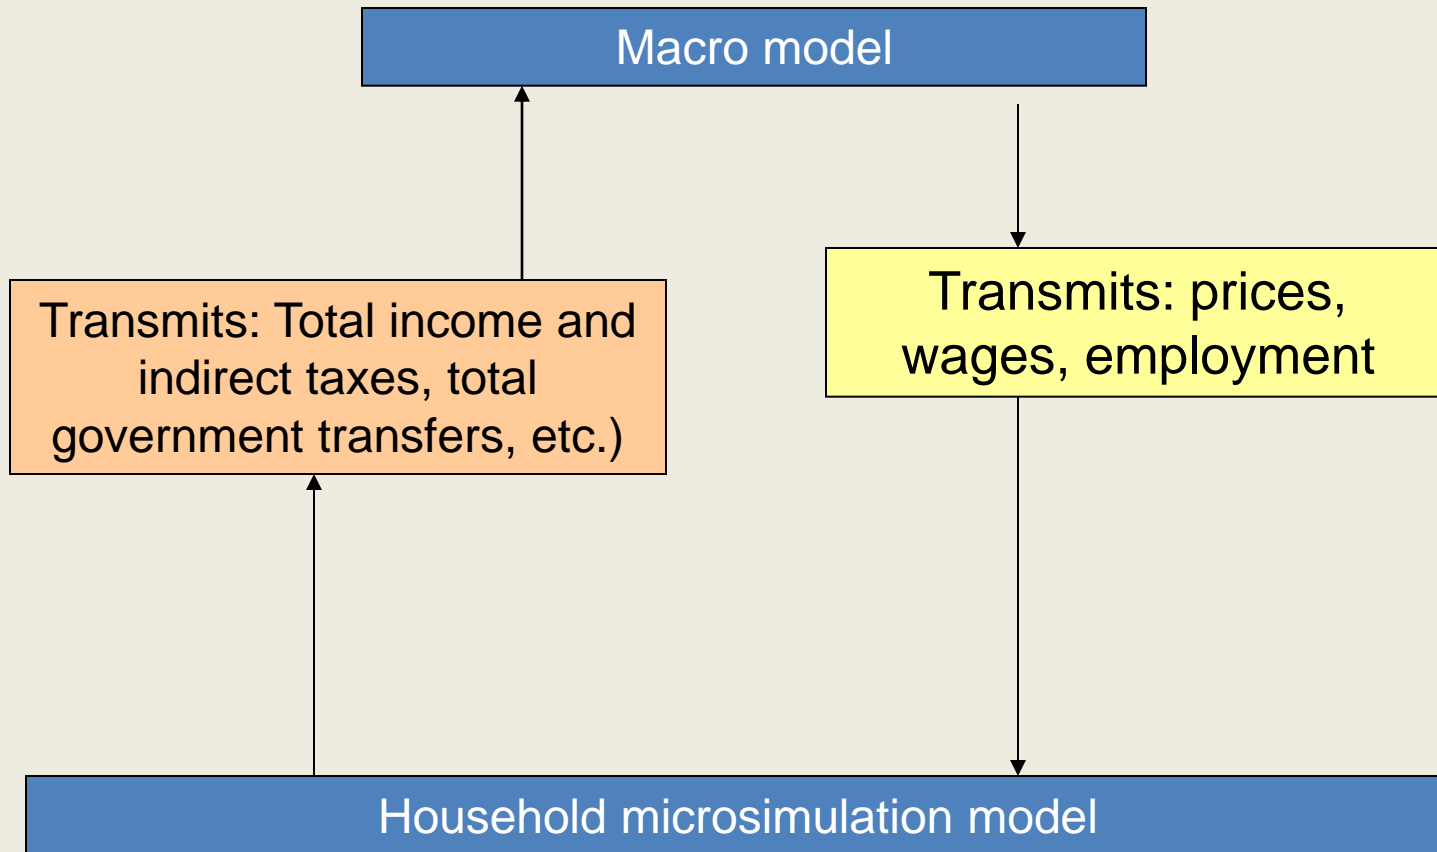 Macro model
Transmits: Total income and
indirect taxes, total
government transfers, etc.)
Transmits: prices,
wages, employment
Household microsimulation model